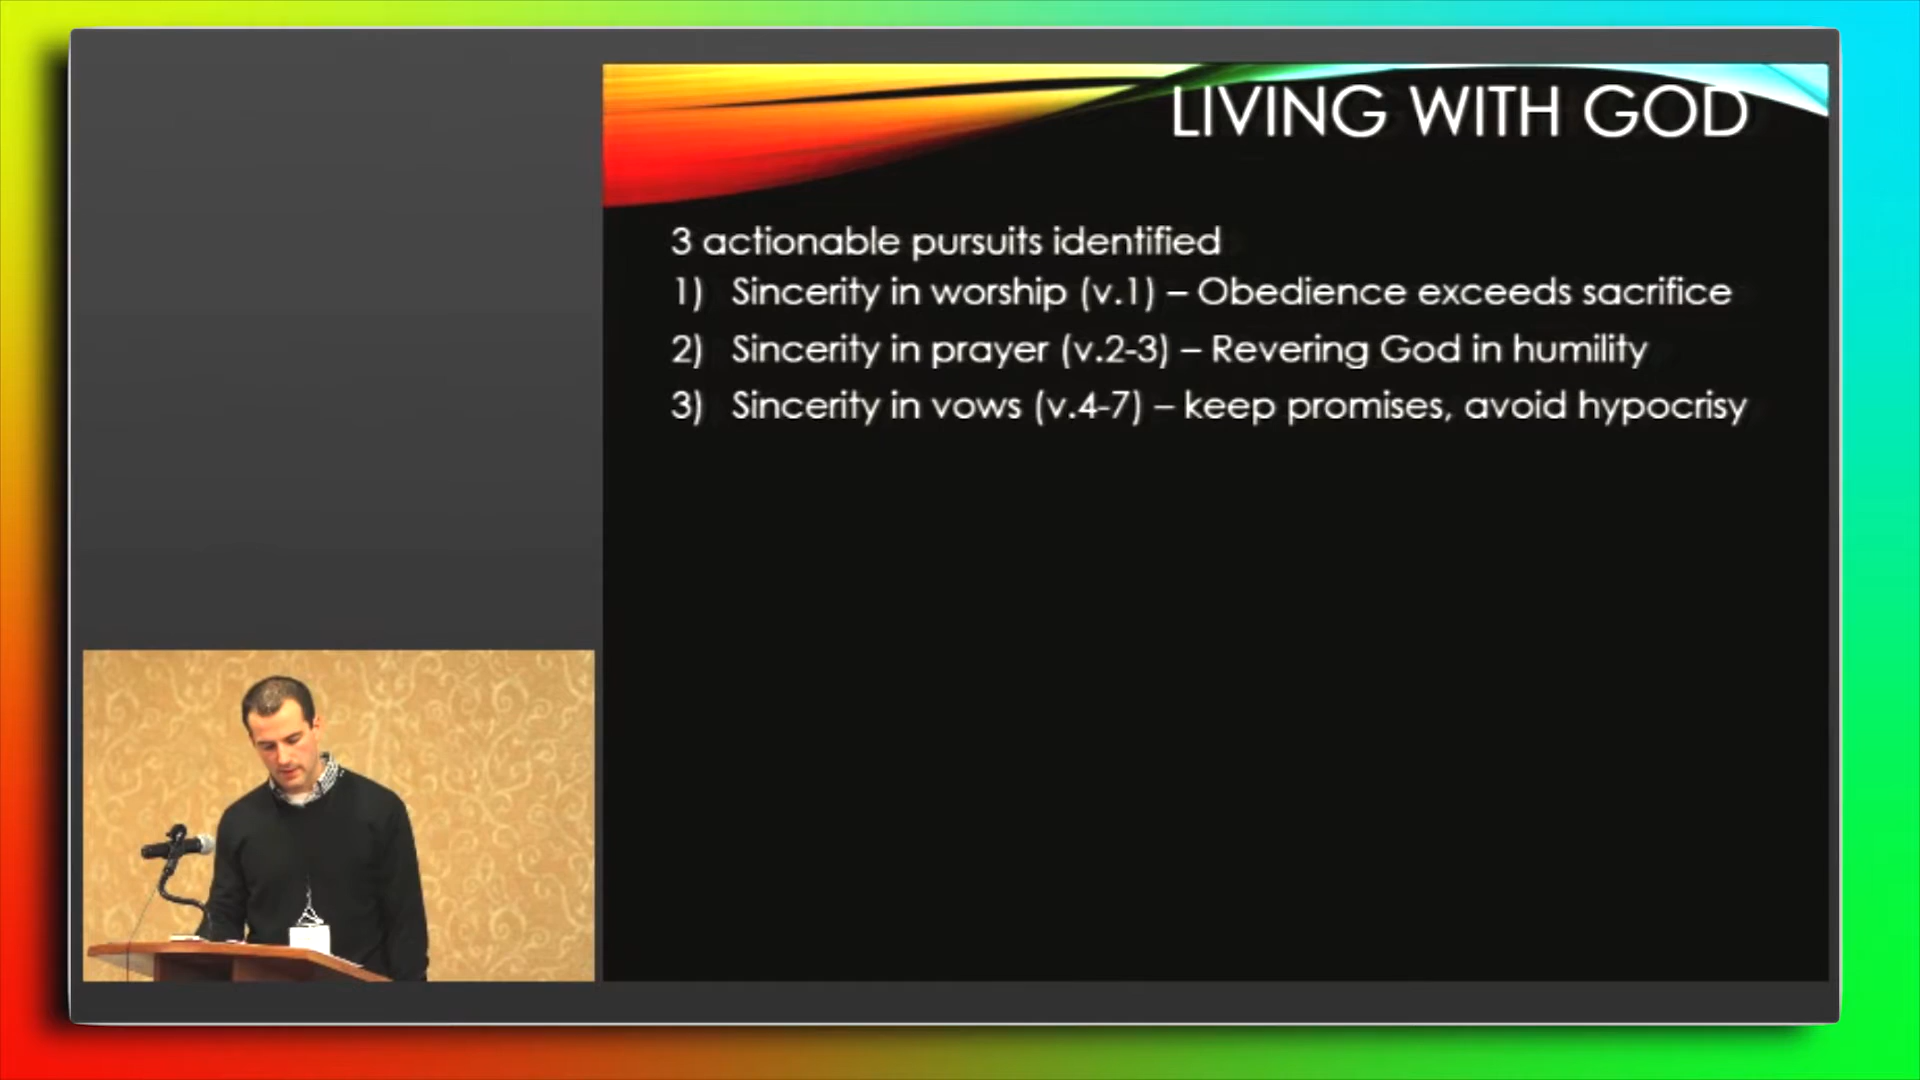 LIVING WITH GOD
3 actionable pursuits identified
1) Sincerity in worship (v.1) – Obedience exceeds sacrifice
2) Sincerity in prayer (v.2-3) – Revering God in humility
3) Sincerity in vows (v.4-7) – keep promises, avoid hypocrisy